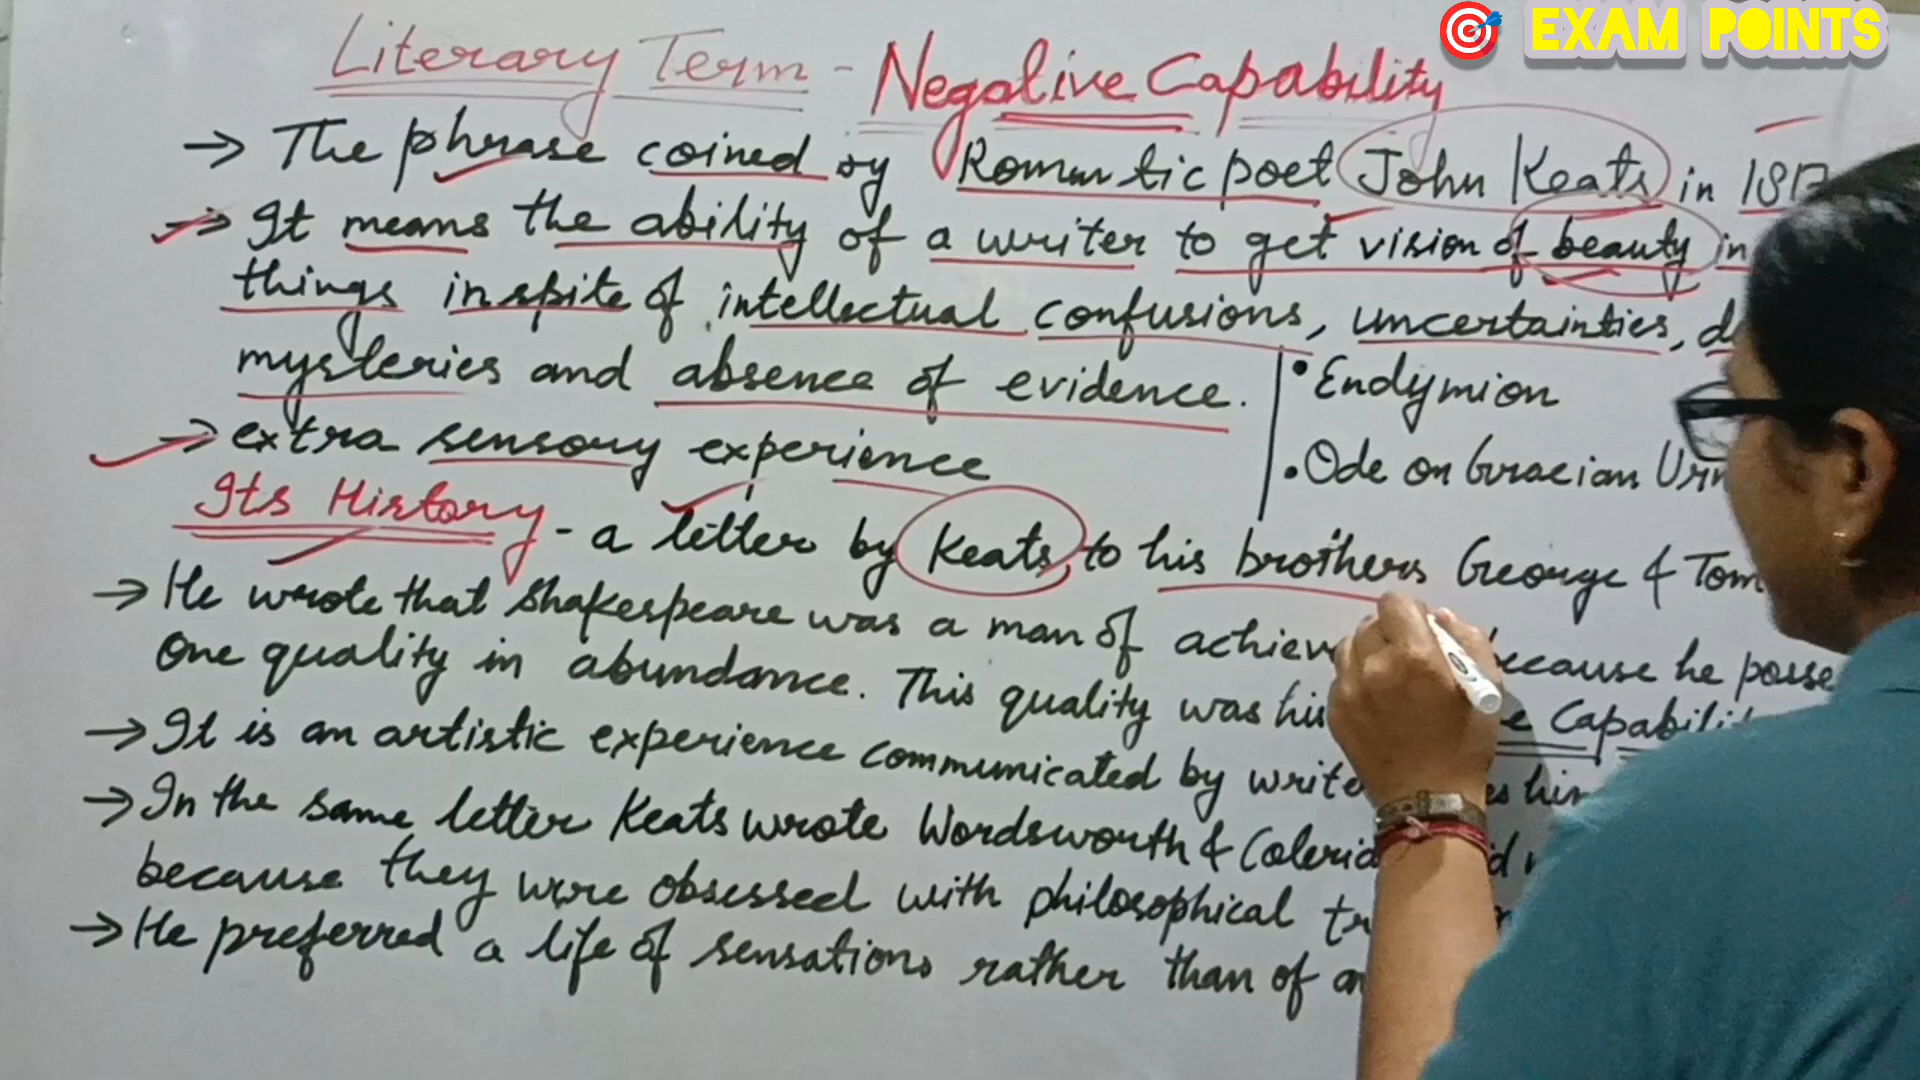 EXAM POINTS
Literary Term - Negative Capability
→ The phrase coined by Romantic poet John Keats in 1817
→ It means the ability of a writer to get vision of beauty in
things inspite of intellectual confusions, uncertainties,
mysteries and absence of evidence.
• Endymion
→ extra sensory experience
• Ode on Gracian Urn
Its History - a letter by Keats, to his brothers George & Tom
→ He wrote that Shakespeare was a man of because he
one quality in abundance. This quality was his Capability
→ It is an artistic experience communicated by
→ In the same letter Keats wrote Wordsworth &
because they were obsessed with philosophical
→ He preferred a life of sensations rather than of